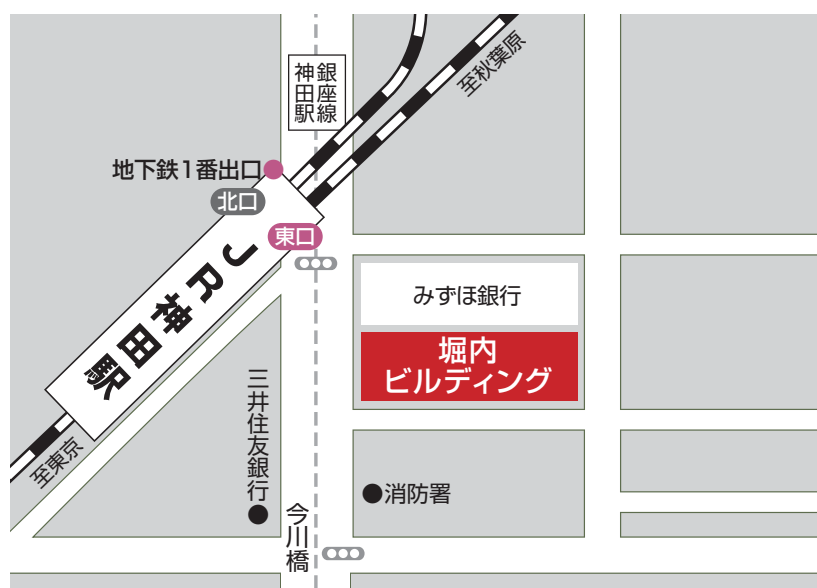 銀座線
神田駅
至秋葉原
地下鉄1番出口
北口
東口
JR神田駅
みずほ銀行
堀内
ビルディング
三井住友銀行
至東京
消防署
今川橋